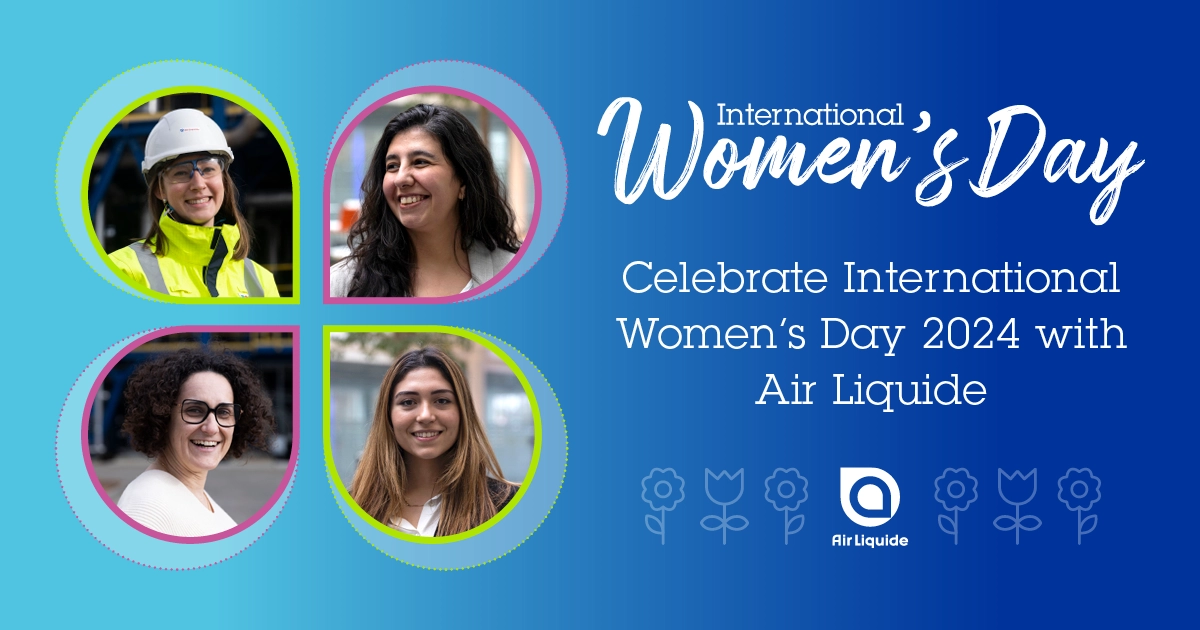 International
Women's Day
Celebrate International
Women's Day 2024 with
Air Liquide
Air Liquide